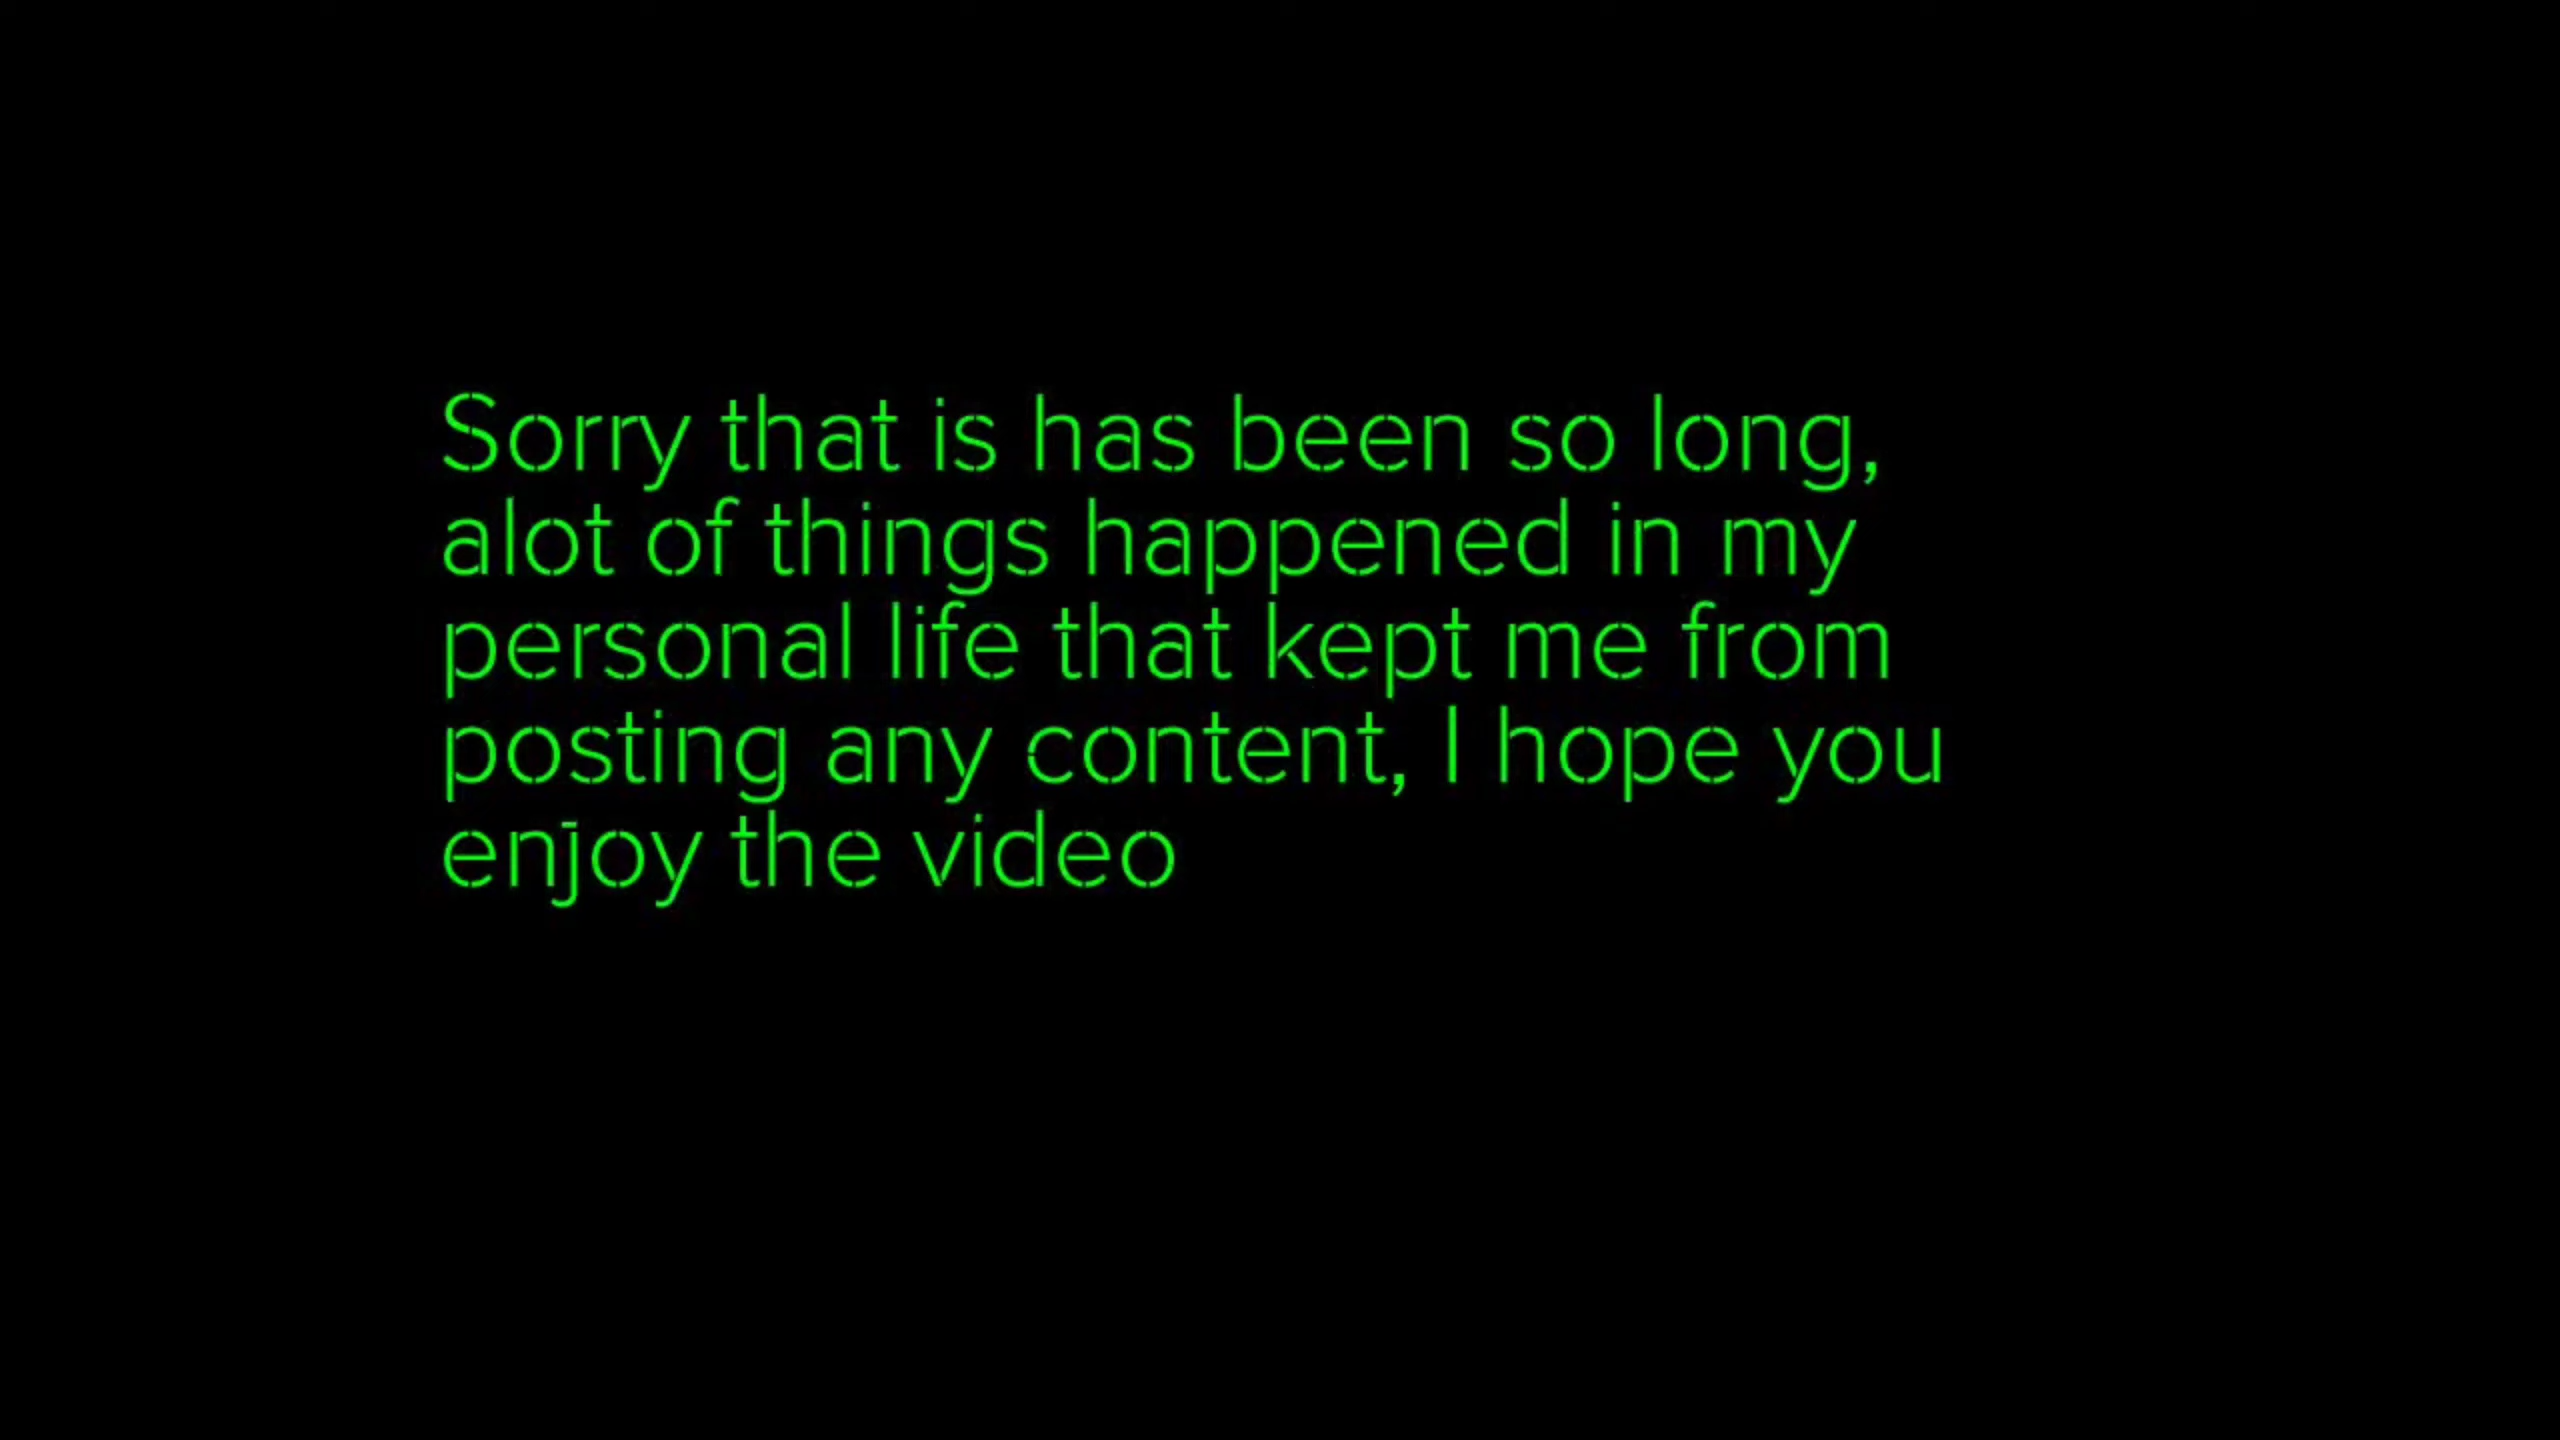 Sorry that is has been so long,
alot of things happened in my
personal life that kept me from
posting any content, I hope you
enjoy the video